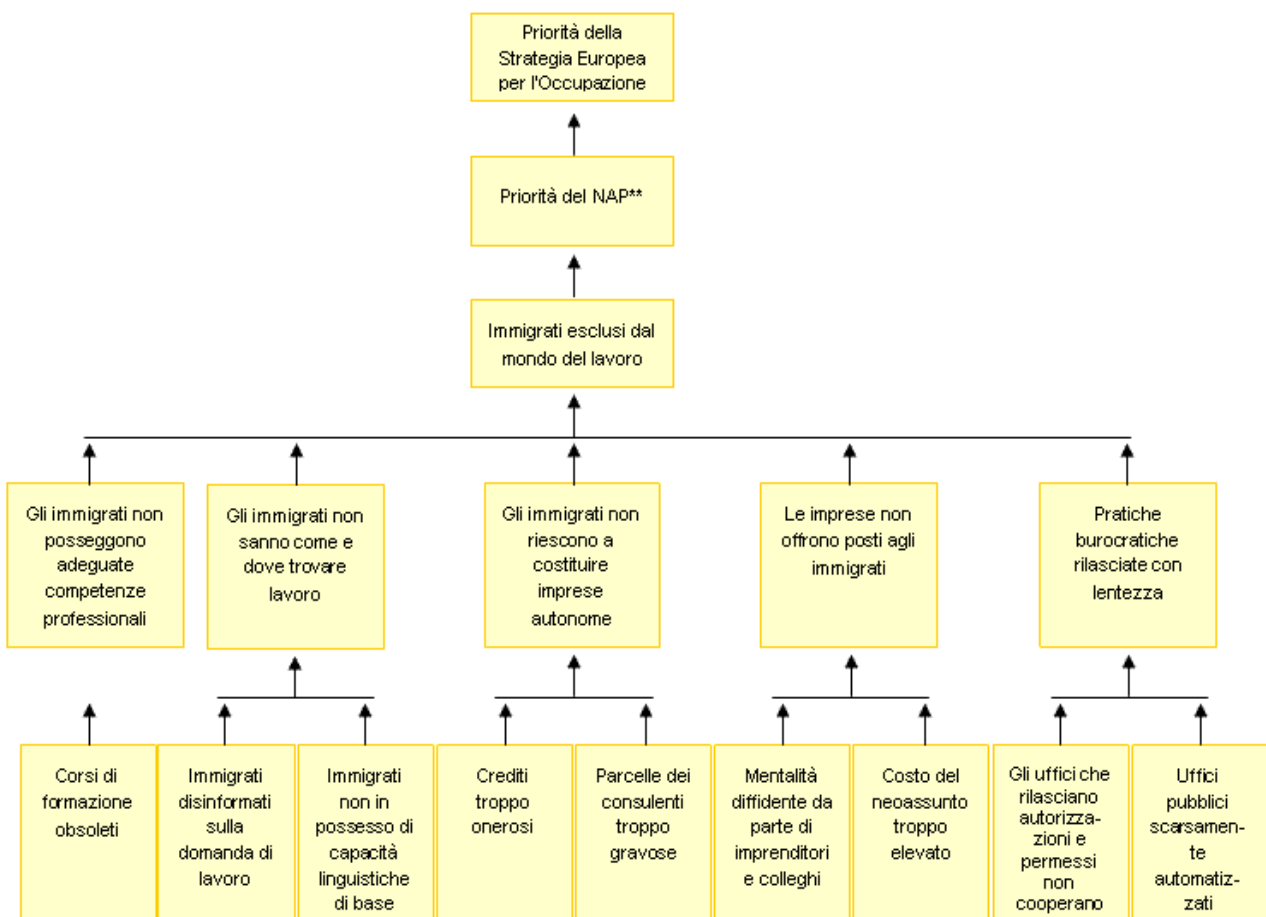 Priorità della
Strategia Europea
per l'Occupazione
Priorità del NAP**
Immigrati esclusi dal
mondo del lavoro
Gli immigrati non
posseggono
adeguate
competenze
professionali
Gli immigrati non
sanno come e
dove trovare
lavoro
Gli immigrati non
riescono a
costituire
imprese
autonome
Le imprese non
offrono posti agli
immigrati
Pratiche
burocratiche
rilasciate con
lentezza
Corsi di
formazione
obsoleti
Immigrati
disinformati
sulla
domanda di
lavoro
Immigrati
non in
possesso di
capacità
linguistiche
di base
Crediti
troppo
onerosi
Parcelle dei
consulenti
troppo
gravose
Mentalità
diffidente da
parte di
imprenditori
e colleghi
Costo del
neoassunto
troppo
elevato
Gli uffici che
rilasciano
autorizza-
zioni e
permessi
non
cooperano
Uffici
pubblici
scarsamen-
te
automatiz-
zati